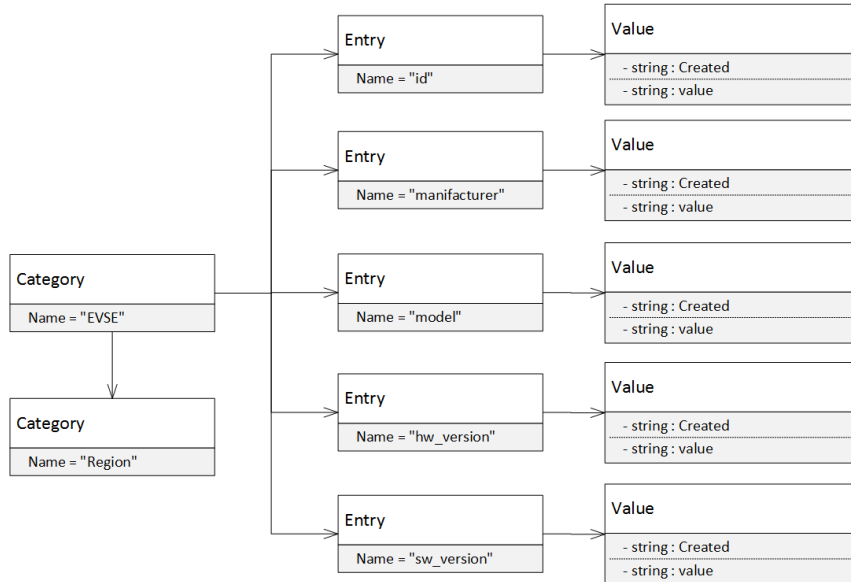 Entry
Name = "id"
Value
- string : Created
- string : value
Entry
Name = "manifacturer"
Value
- string : Created
- string : value
Category
Name = "EVSE"
Entry
Name = "model"
Value
- string : Created
- string : value
Category
Name = "Region"
Entry
Name = "hw_version"
Value
- string : Created
- string : value
Entry
Name = "sw_version"
Value
- string : Created
- string : value